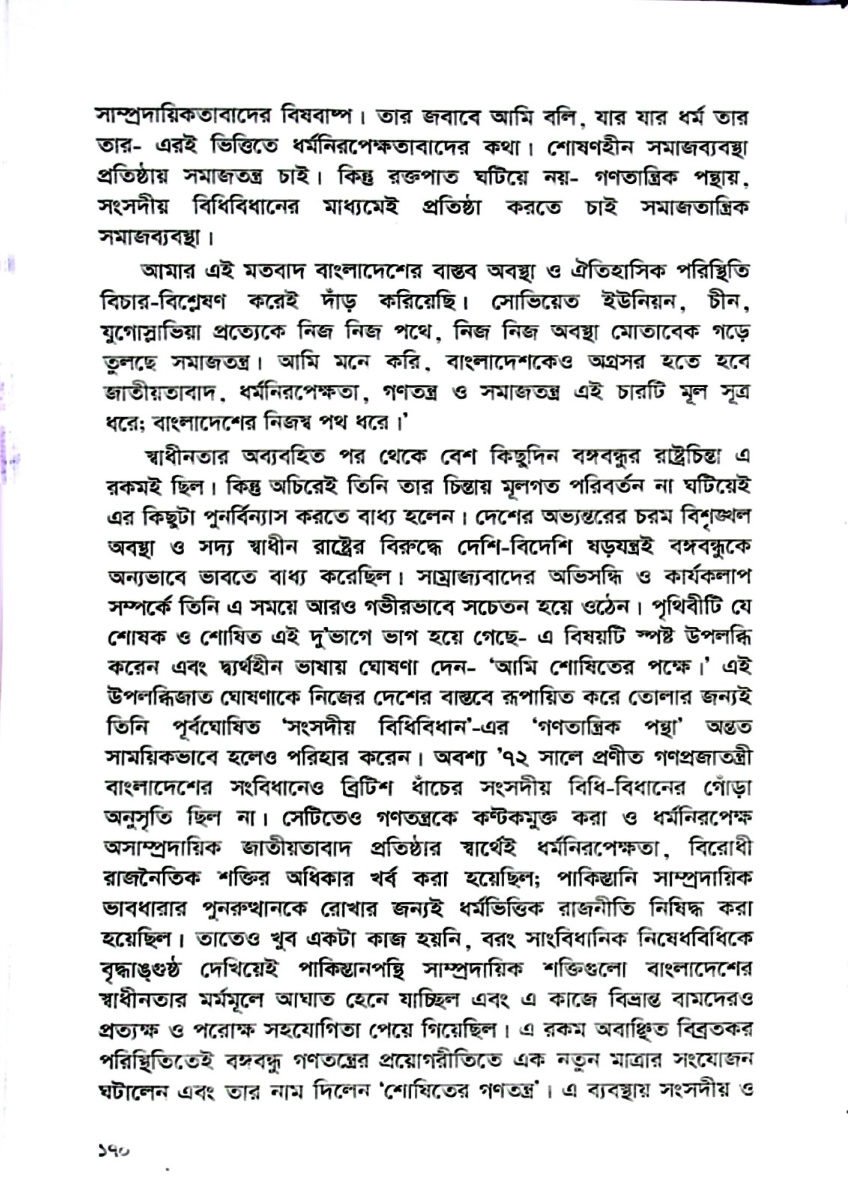 সাম্প্রদায়িকতাবাদের বিষবাষ্প। তার জবাবে আমি বলি, যার যার ধর্ম তার
তার- এরই ভিত্তিতে ধর্মনিরপেক্ষতাবাদের কথা। শোষণহীন সমাজব্যবস্থা
প্রতিষ্ঠায় সমাজতন্ত্র চাই। কিন্তু রক্তপাত ঘটিয়ে নয়- গণতান্ত্রিক পন্থায়,
সংসদীয় বিধিবিধানের মাধ্যমেই প্রতিষ্ঠা করতে চাই সমাজতান্ত্রিক
সমাজব্যবস্থা।
আমার এই মতবাদ বাংলাদেশের বাস্তব অবস্থা ও ঐতিহাসিক পরিস্থিতি
বিচার-বিশ্লেষণ করেই দাঁড় করিয়েছি। সোভিয়েত ইউনিয়ন, চীন,
যুগোস্লাভিয়া প্রত্যেকে নিজ নিজ পথে, নিজ নিজ অবস্থা মোতাবেক গড়ে
তুলছে সমাজতন্ত্র। আমি মনে করি, বাংলাদেশকেও অগ্রসর হতে হবে
জাতীয়তাবাদ, ধর্মনিরপেক্ষতা, গণতন্ত্র ও সমাজতন্ত্র এই চারটি মূল সূত্র
ধরে; বাংলাদেশের নিজস্ব পথ ধরে।’
স্বাধীনতার অব্যবহিত পর থেকে বেশ কিছুদিন বঙ্গবন্ধুর রাষ্ট্রচিন্তা এ
রকমই ছিল। কিন্তু অচিরেই তিনি তার চিন্তায় মূলগত পরিবর্তন না ঘটিয়েই
এর কিছুটা পুনর্বিন্যাস করতে বাধ্য হলেন। দেশের অভ্যন্তরের চরম বিশৃঙ্খল
অবস্থা ও সদ্য স্বাধীন রাষ্ট্রের বিরুদ্ধে দেশি-বিদেশি ষড়যন্ত্রই বঙ্গবন্ধুকে
অন্যভাবে ভাবতে বাধ্য করেছিল। সাম্রাজ্যবাদের অভিসন্ধি ও কার্যকলাপ
সম্পর্কে তিনি এ সময়ে আরও গভীরভাবে সচেতন হয়ে ওঠেন। পৃথিবীটি যে
শোষক ও শোষিত এই দু'ভাগে ভাগ হয়ে গেছে- এ বিষয়টি স্পষ্ট উপলব্ধি
করেন এবং দ্ব্যর্থহীন ভাষায় ঘোষণা দেন- ‘আমি শোষিতের পক্ষে।’ এই
উপলব্ধিজাত ঘোষণাকে নিজের দেশের বাস্তবে রূপায়িত করে তোলার জন্যই
তিনি পূর্বঘোষিত ‘সংসদীয় বিধিবিধান’-এর ‘গণতান্ত্রিক পন্থা’ অন্তত
সাময়িকভাবে হলেও পরিহার করেন। অবশ্য ’৭২ সালে প্রণীত গণপ্রজাতন্ত্রী
বাংলাদেশের সংবিধানেও ব্রিটিশ ধাঁচের সংসদীয় বিধি-বিধানের গোঁড়া
অনুসৃতি ছিল না। সেটিতেও গণতন্ত্রকে কণ্টকমুক্ত করা ও ধর্মনিরপেক্ষ
অসাম্প্রদায়িক জাতীয়তাবাদ প্রতিষ্ঠার স্বার্থেই ধর্মনিরপেক্ষতা, বিরোধী
রাজনৈতিক শক্তির অধিকার খর্ব করা হয়েছিল; পাকিস্তানি সাম্প্রদায়িক
ভাবধারার পুনরুত্থানকে রোখার জন্যই ধর্মভিত্তিক রাজনীতি নিষিদ্ধ করা
হয়েছিল। তাতেও খুব একটা কাজ হয়নি, বরং সাংবিধানিক নিষেধবিধিকে
বৃদ্ধাঙ্গুষ্ঠ দেখিয়েই পাকিস্তানপন্থি সাম্প্রদায়িক শক্তিগুলো বাংলাদেশের
স্বাধীনতার মর্মমূলে আঘাত হেনে যাচ্ছিল এবং এ কাজে বিভ্রান্ত বামদেরও
প্রত্যক্ষ ও পরোক্ষ সহযোগিতা পেয়ে গিয়েছিল। এ রকম অবাঞ্ছিত বিব্রতকর
পরিস্থিতিতেই বঙ্গবন্ধু গণতন্ত্রের প্রয়োগরীতিতে এক নতুন মাত্রার সংযোজন
ঘটালেন এবং তার নাম দিলেন ‘শোষিতের গণতন্ত্র’। এ ব্যবস্থায় সংসদীয় ও
১৭০